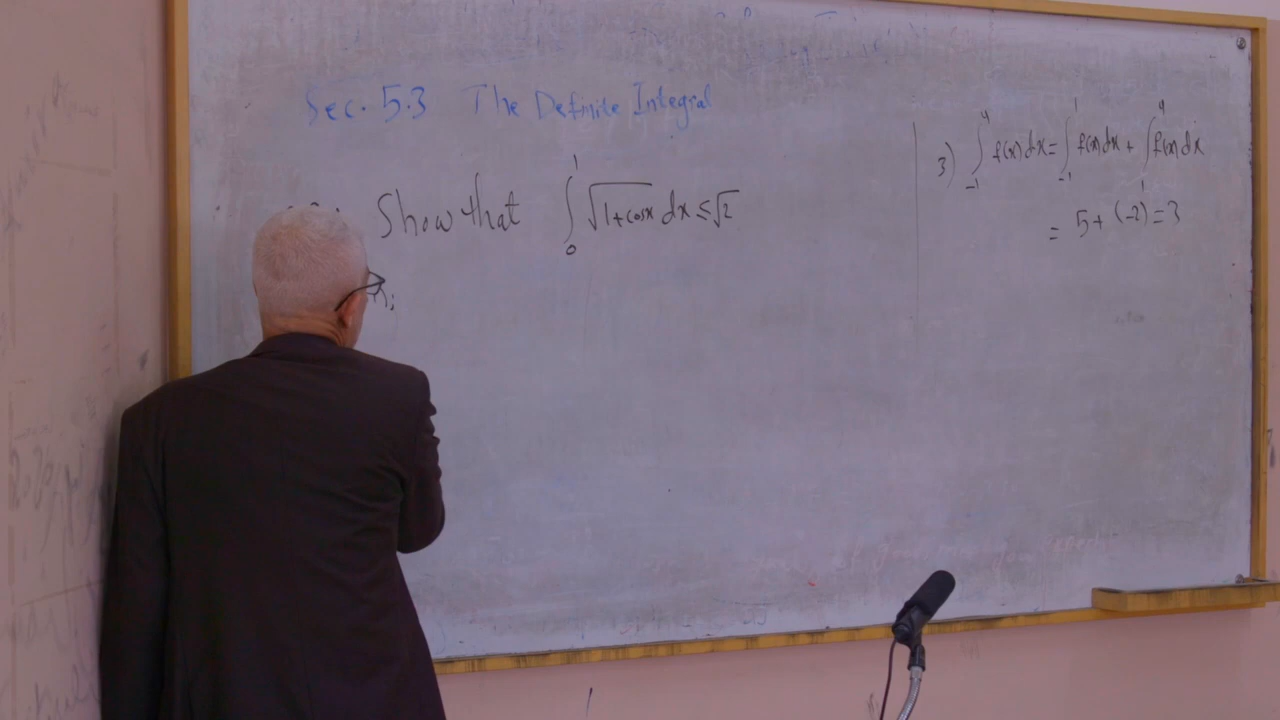 Sec. 5.3 The Definite Integral
Show that ∫₀¹ √(1+cosx) dx ≤ √2
3) ∫₋₁⁴ f(x) dx = ∫₋₁¹ f(x) dx + ∫₁⁴ f(x) dx
= 5 + (-2) = 3